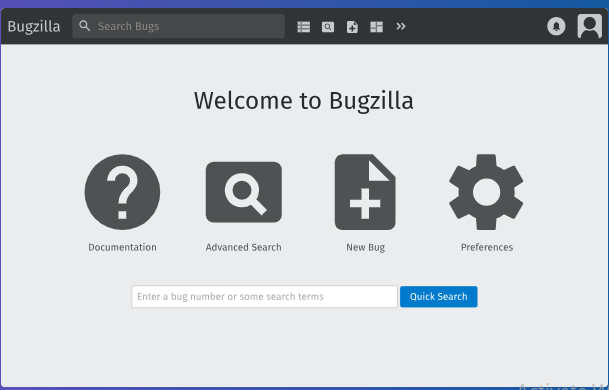 Bugzilla
Search Bugs
Welcome to Bugzilla
Documentation
Advanced Search
New Bug
Preferences
Enter a bug number or some search terms
Quick Search